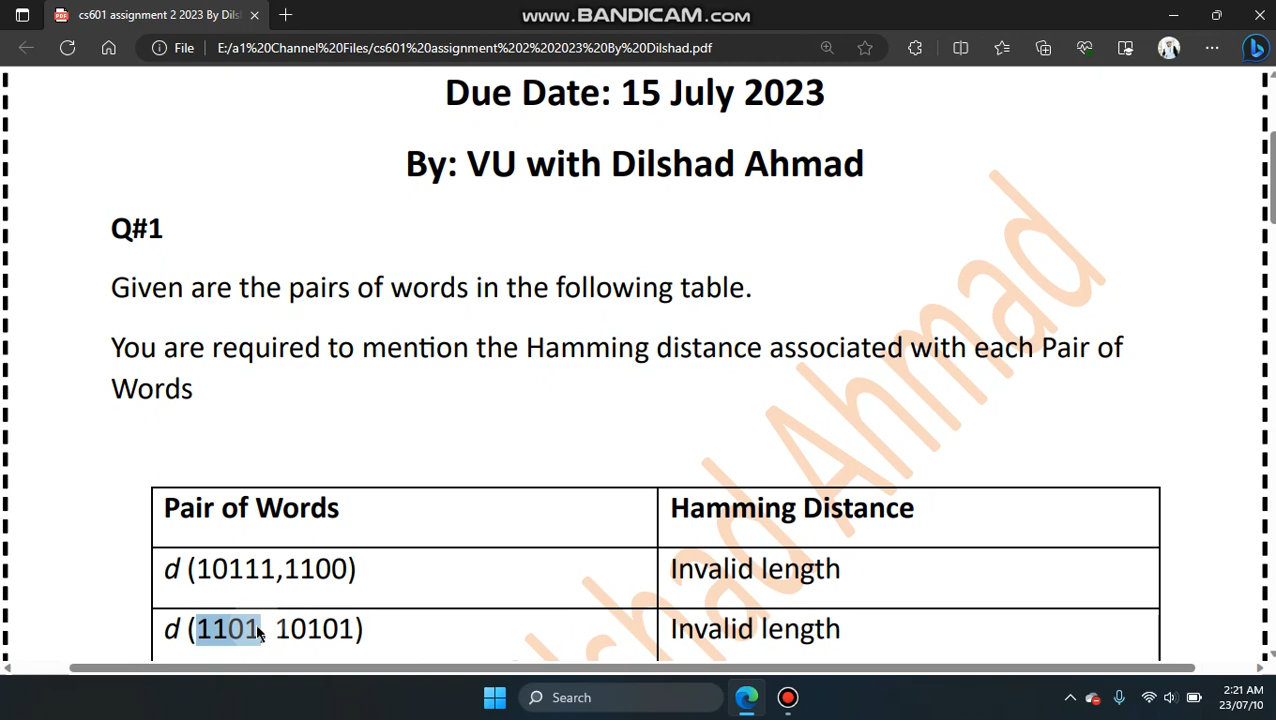 www.BANDICAM.com
cs601 assignment 2 2023 By Dils
File
E:/a1%20Channel%20Files/cs601%20assignment%202%202023%20By%20Dilshad.pdf
Due Date: 15 July 2023
By: VU with Dilshad Ahmad
Q#1
Given are the pairs of words in the following table.
You are required to mention the Hamming distance associated with each Pair of
Words
Pair of Words Hamming Distance
d (10111,1100) Invalid length
d (1101, 10101) Invalid length
Dilshad Ahmad
Search
2:21 AM
23/07/10